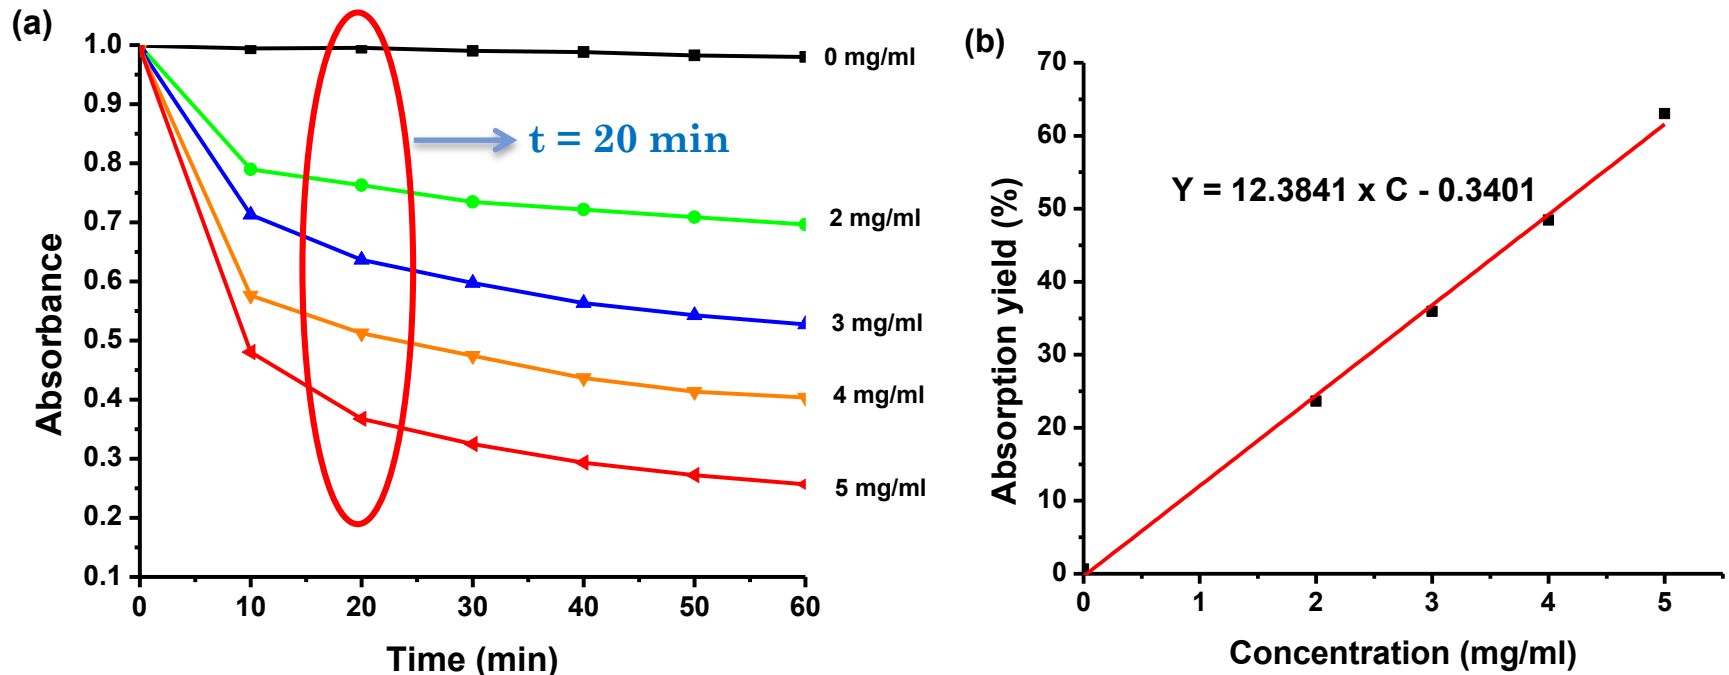 (a)
Absorbance
1.0
0.9
0.8
0.7
0.6
0.5
0.4
0.3
0.2
0.1
0 10 20 30 40 50 60
Time (min)
t = 20 min
0 mg/ml
2 mg/ml
3 mg/ml
4 mg/ml
5 mg/ml
(b)
Absorption yield (%)
70
60
50
40
30
20
10
0
0 1 2 3 4 5
Concentration (mg/ml)
Y = 12.3841 x C - 0.3401